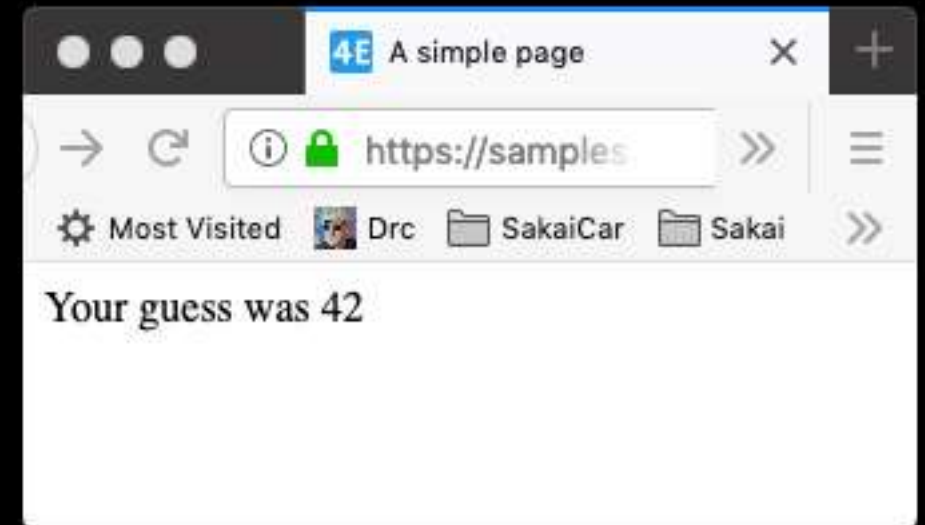 4E A simple page
https://samples
Most Visited Drc SakaiCar Sakai
Your guess was 42